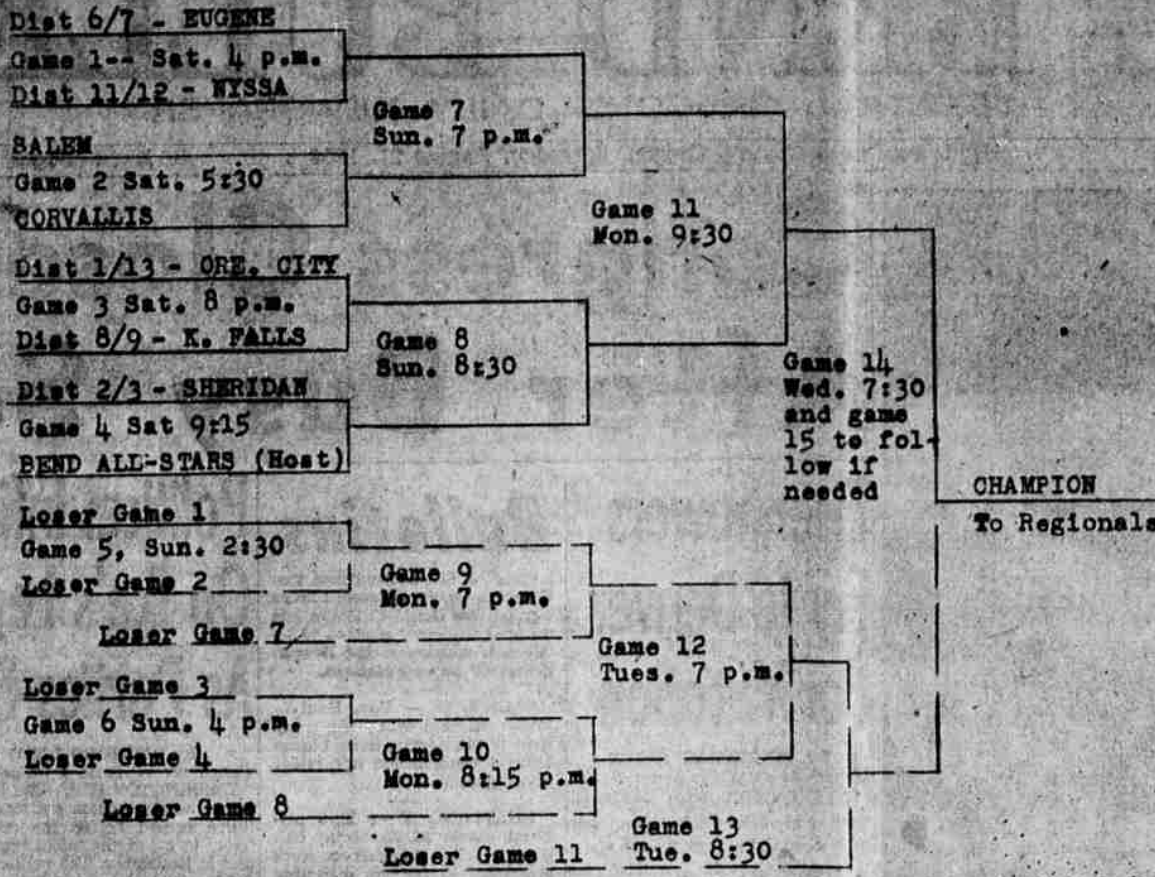 Dist 6/7 - EUGENE
Game 1-- Sat. 4 p.m.
Dist 11/12 - NYSSA
Game 7
Sun. 7 p.m.
SALEM
Game 2 Sat. 5:30
CORVALLIS
Game 11
Mon. 9:30
Dist 1/13 - ORE. CITY
Game 3 Sat. 8 p.m.
Dist 8/9 - K. FALLS
Game 8
Sun. 8:30
Dist 2/3 - SHERIDAN
Game 4 Sat 9:15
BEND ALL-STARS (Host)
Game 14
Wed. 7:30
and game
15 to fol-
low if
needed
CHAMPION
To Regionals
Loser Game 1
Game 5, Sun. 2:30
Loser Game 2
Game 9
Mon. 7 p.m.
Loser Game 7
Game 12
Tues. 7 p.m.
Loser Game 3
Game 6 Sun. 4 p.m.
Loser Game 4
Game 10
Mon. 8:15 p.m.
Loser Game 8
Game 13
Tue. 8:30
Loser Game 11